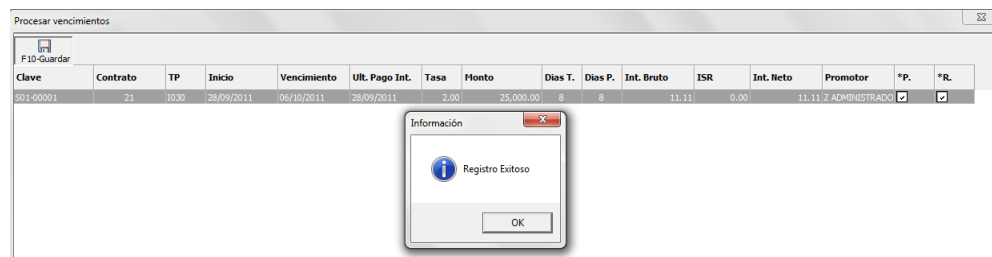 Procesar vencimientos
F10-Guardar
Clave Contrato TP Inicio Vencimiento Ult. Pago Int. Tasa Monto Dias T. Dias P. Int. Bruto ISR Int. Neto Promotor *P. *R.
S01-00001 21 I030 28/09/2011 06/10/2011 28/09/2011 2.00 25,000.00 8 8 11.11 0.00 11.11 Z ADMINISTRADO
Información
Registro Exitoso
OK